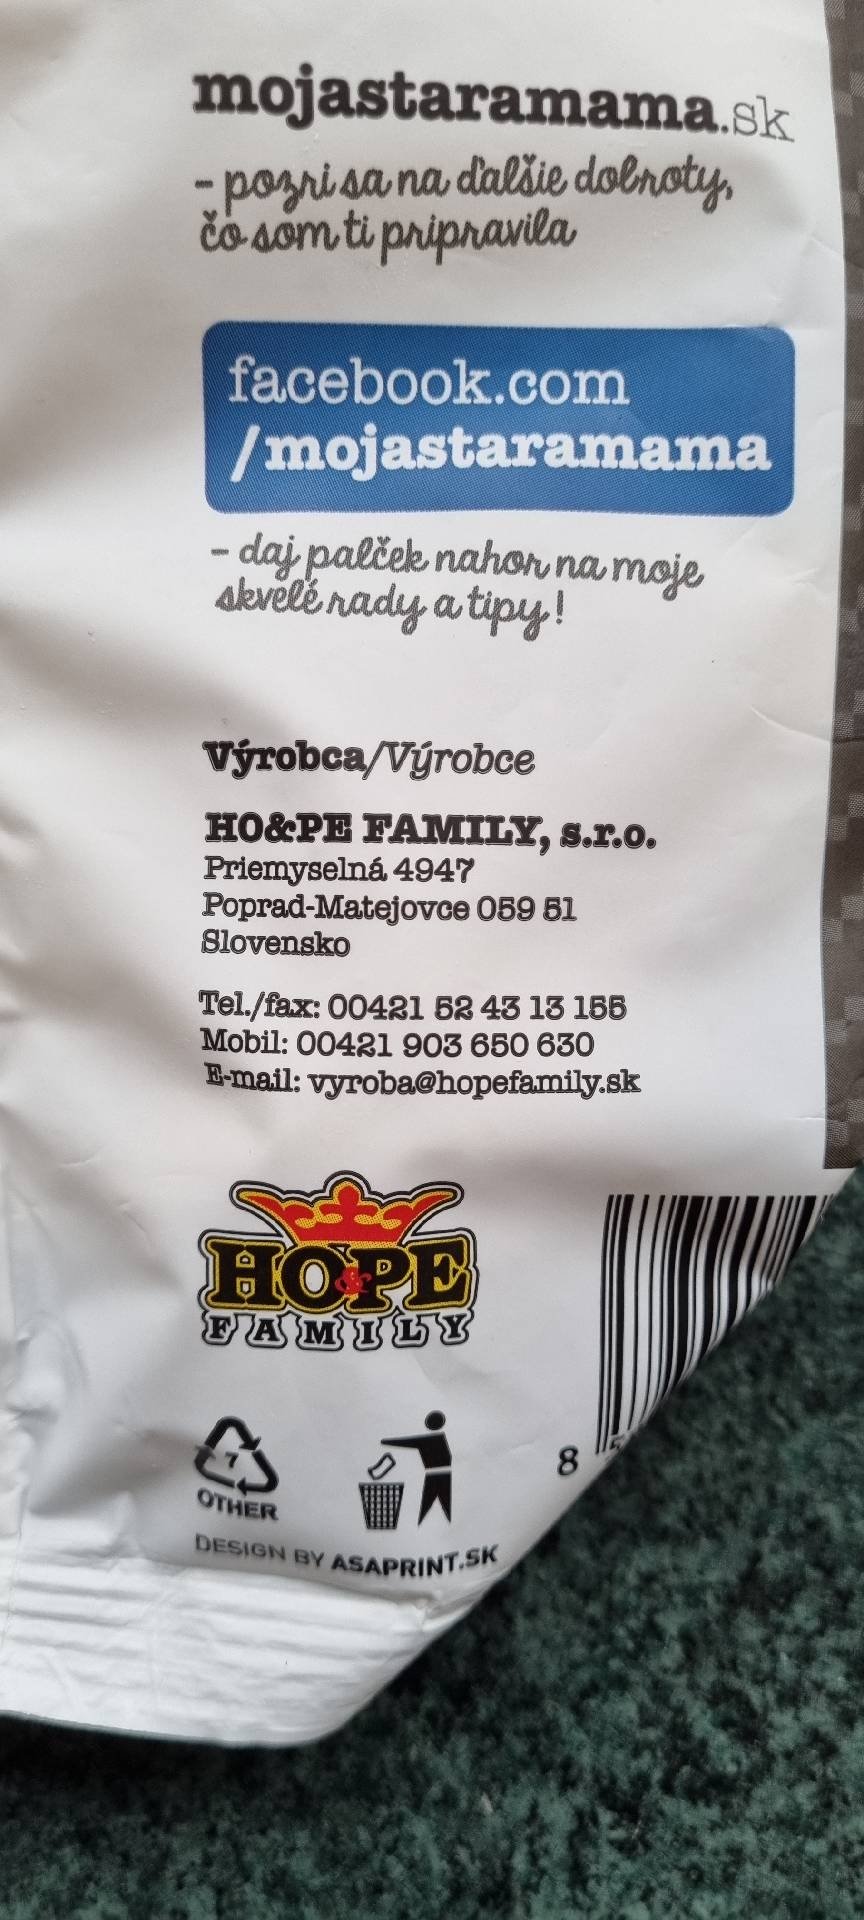 mojastaramama.sk
- pozri sa na ďalšie dobroty,
čo som ti pripravila
facebook.com
/mojastaramama
- daj palček nahor na moje
skvelé rady a tipy!
Výrobca/Výrobce
HO&PE FAMILY, s.r.o.
Priemyselná 4947
Poprad-Matejovce 059 51
Slovensko
Tel./fax: 00421 52 43 13 155
Mobil: 00421 903 650 630
E-mail: vyroba@hopefamily.sk
HO&PE
FAMILY
7
OTHER
8
DESIGN BY ASAPRINT.SK